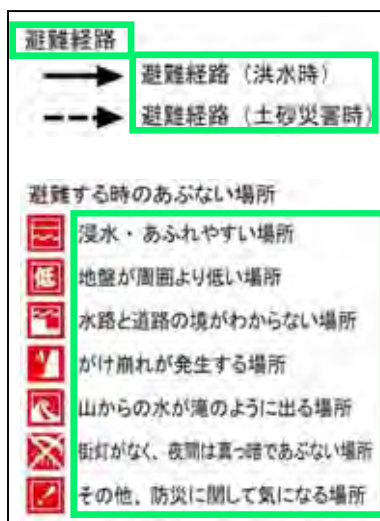 避難経路
避難経路（洪水時）
避難経路（土砂災害時）
避難する時のあぶない場所
浸水・あふれやすい場所
低 地盤が周囲より低い場所
水路と道路の境がわからない場所
がけ崩れが発生する場所
山からの水が滝のように出る場所
街灯がなく、夜間は真っ暗であぶない場所
その他、防災に関して気になる場所